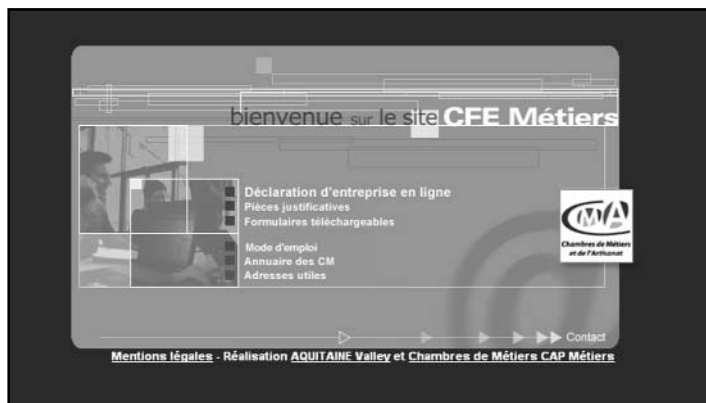 bienvenue sur le site CFE Métiers
Déclaration d'entreprise en ligne
Pièces justificatives
Formulaires téléchargeables
Mode d'emploi
Annuaire des CM
Adresses utiles
CMA
Chambres de Métiers
et de l'Artisanat
Contact
Mentions légales - Réalisation AQUITAINE Valley et Chambres de Métiers CAP Métiers